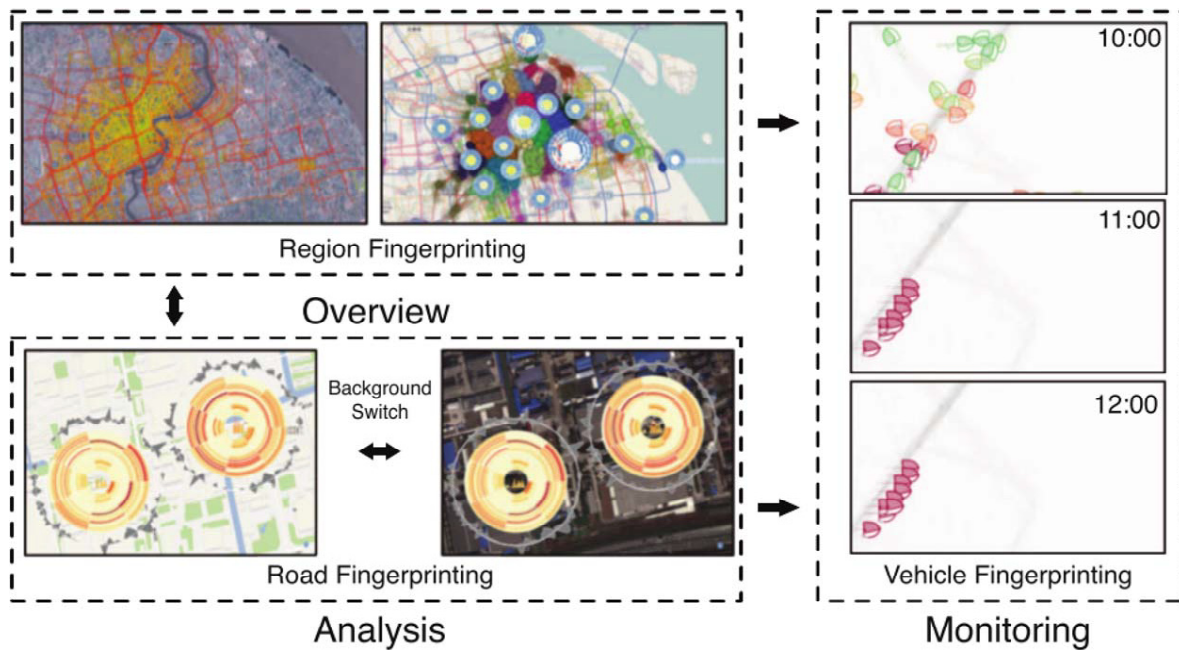 Region Fingerprinting
Overview
Background
Switch
Road Fingerprinting
Analysis
10:00
11:00
12:00
Vehicle Fingerprinting
Monitoring